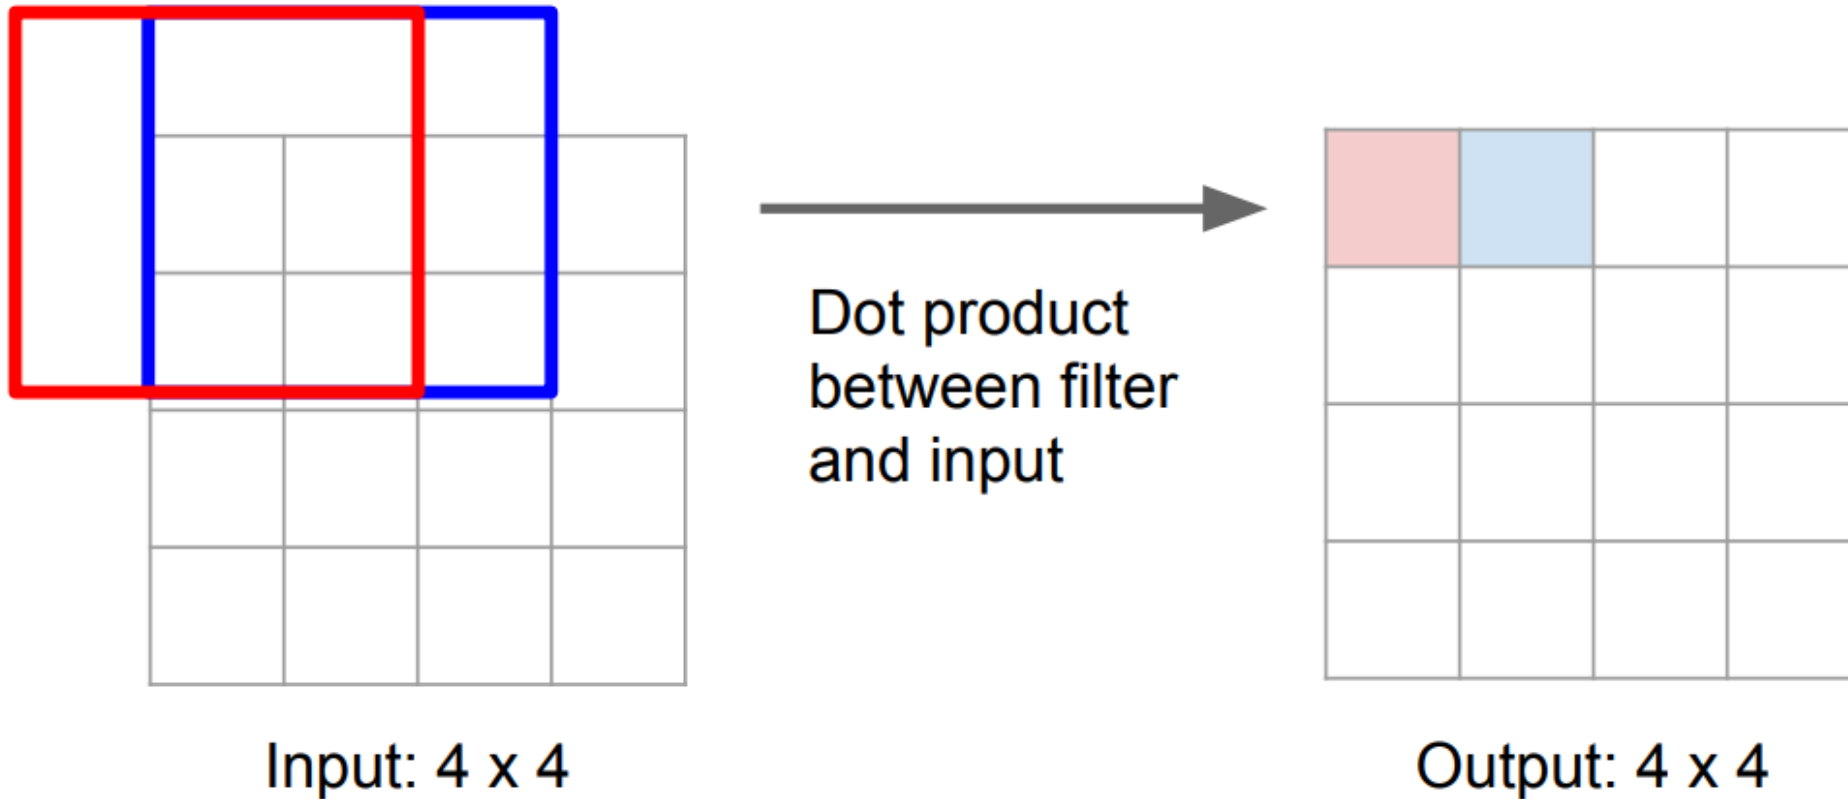 Dot product
between filter
and input
Input: 4 x 4
Output: 4 x 4